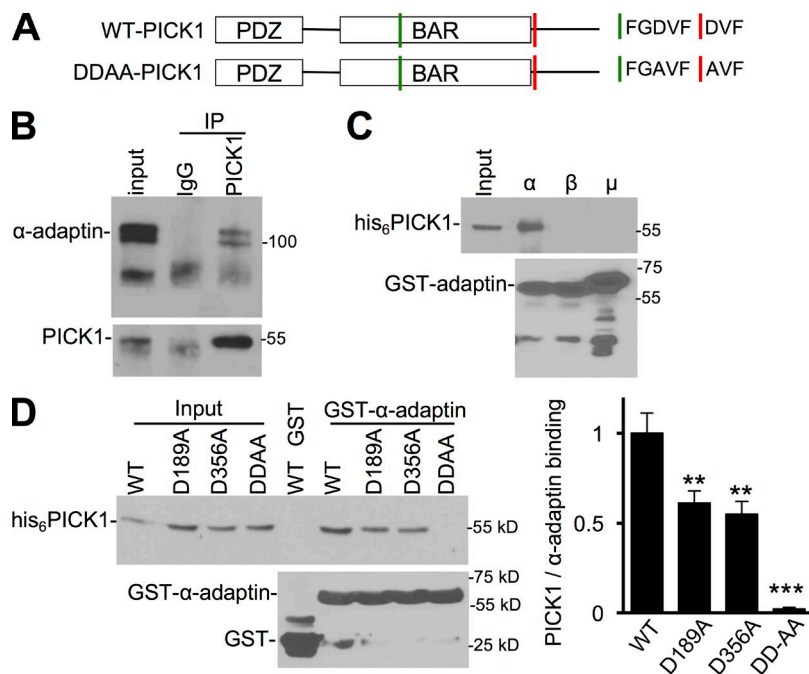 A
WT-PICK1 PDZ BAR FGDVF DVF
DDAA-PICK1 PDZ BAR FGAVF AVF
B
IP
input IgG PICK1
α-adaptin-
-100
PICK1-
-55
C
Input α β µ
his6PICK1-
-55
GST-adaptin-
-75
-55
D
Input GST GST-α-adaptin
WT D189A D356A DDAA WT WT D189A D356A DDAA
his6PICK1-
-55 kD
GST-α-adaptin-
-75 kD
-55 kD
GST-
-25 kD
PICK1 / α-adaptin binding
1
0.5
0
**
**
***
WT D189A D356A DD-AA